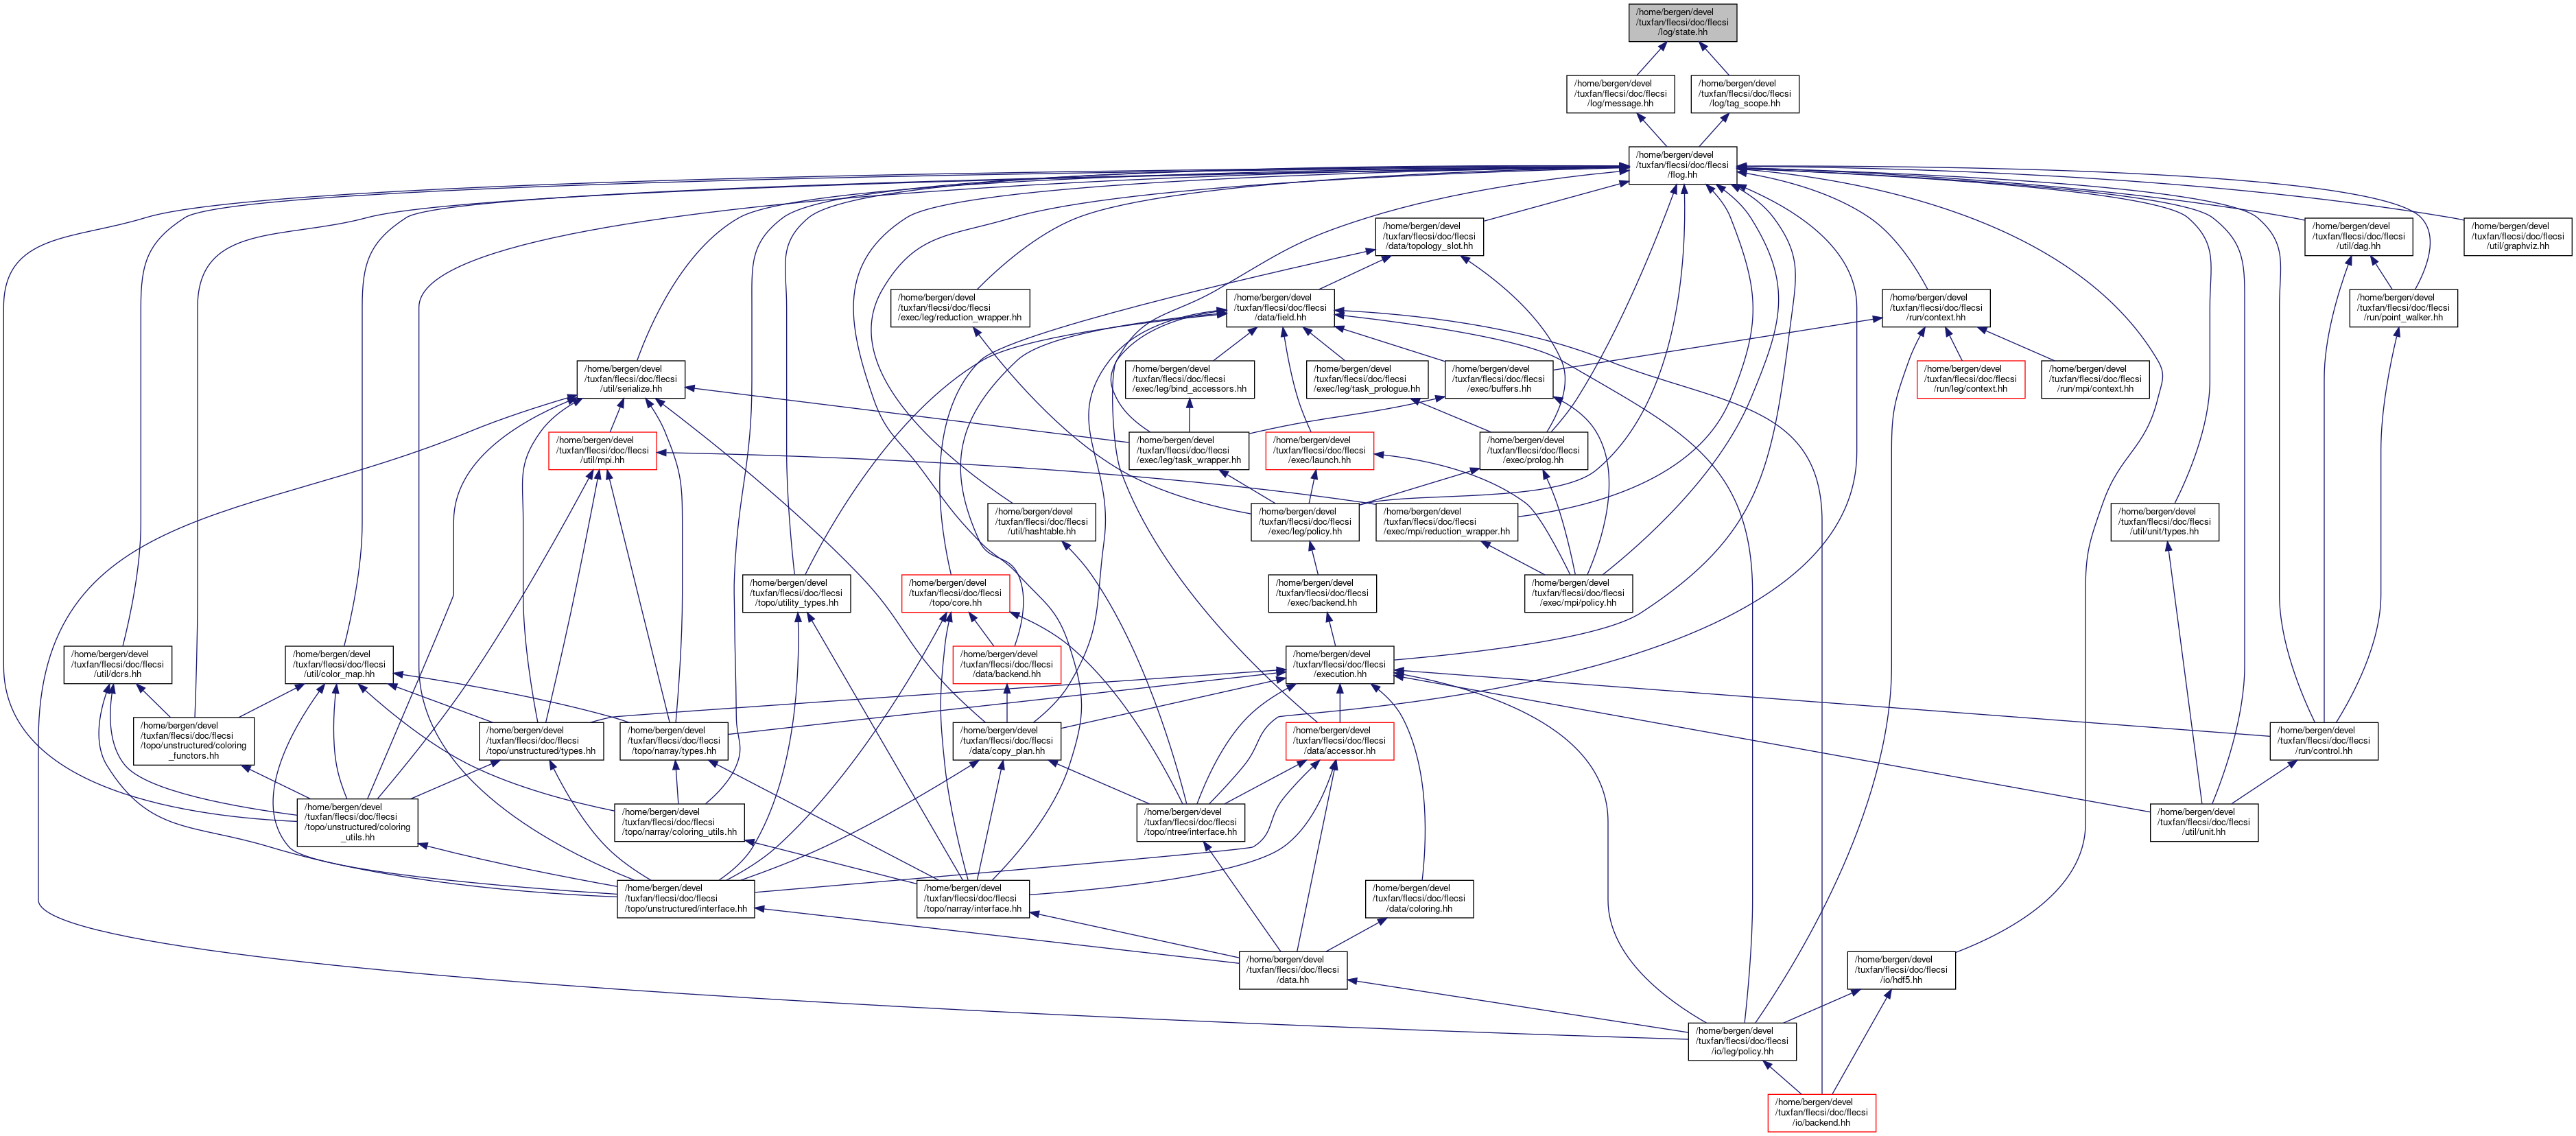 /home/bergen/devel
/tuxfan/flecsi/doc/flecsi
/log/state.hh
/home/bergen/devel
/tuxfan/flecsi/doc/flecsi
/log/message.hh
/home/bergen/devel
/tuxfan/flecsi/doc/flecsi
/log/tag_scope.hh
/home/bergen/devel
/tuxfan/flecsi/doc/flecsi
/flog.hh
/home/bergen/devel
/tuxfan/flecsi/doc/flecsi
/data/topology_slot.hh
/home/bergen/devel
/tuxfan/flecsi/doc/flecsi
/util/dag.hh
/home/bergen/devel
/tuxfan/flecsi/doc/flecsi
/util/graphviz.hh
/home/bergen/devel
/tuxfan/flecsi/doc/flecsi
/exec/leg/reduction_wrapper.hh
/home/bergen/devel
/tuxfan/flecsi/doc/flecsi
/data/field.hh
/home/bergen/devel
/tuxfan/flecsi/doc/flecsi
/run/context.hh
/home/bergen/devel
/tuxfan/flecsi/doc/flecsi
/run/point_walker.hh
/home/bergen/devel
/tuxfan/flecsi/doc/flecsi
/util/serialize.hh
/home/bergen/devel
/tuxfan/flecsi/doc/flecsi
/exec/leg/bind_accessors.hh
/home/bergen/devel
/tuxfan/flecsi/doc/flecsi
/exec/leg/task_prologue.hh
/home/bergen/devel
/tuxfan/flecsi/doc/flecsi
/exec/buffers.hh
/home/bergen/devel
/tuxfan/flecsi/doc/flecsi
/run/leg/context.hh
/home/bergen/devel
/tuxfan/flecsi/doc/flecsi
/run/mpi/context.hh
/home/bergen/devel
/tuxfan/flecsi/doc/flecsi
/util/mpi.hh
/home/bergen/devel
/tuxfan/flecsi/doc/flecsi
/exec/leg/task_wrapper.hh
/home/bergen/devel
/tuxfan/flecsi/doc/flecsi
/exec/launch.hh
/home/bergen/devel
/tuxfan/flecsi/doc/flecsi
/exec/prolog.hh
/home/bergen/devel
/tuxfan/flecsi/doc/flecsi
/util/hashtable.hh
/home/bergen/devel
/tuxfan/flecsi/doc/flecsi
/exec/leg/policy.hh
/home/bergen/devel
/tuxfan/flecsi/doc/flecsi
/exec/mpi/reduction_wrapper.hh
/home/bergen/devel
/tuxfan/flecsi/doc/flecsi
/util/unit/types.hh
/home/bergen/devel
/tuxfan/flecsi/doc/flecsi
/topo/utility_types.hh
/home/bergen/devel
/tuxfan/flecsi/doc/flecsi
/topo/core.hh
/home/bergen/devel
/tuxfan/flecsi/doc/flecsi
/exec/backend.hh
/home/bergen/devel
/tuxfan/flecsi/doc/flecsi
/exec/mpi/policy.hh
/home/bergen/devel
/tuxfan/flecsi/doc/flecsi
/util/dcrs.hh
/home/bergen/devel
/tuxfan/flecsi/doc/flecsi
/util/color_map.hh
/home/bergen/devel
/tuxfan/flecsi/doc/flecsi
/data/backend.hh
/home/bergen/devel
/tuxfan/flecsi/doc/flecsi
/execution.hh
/home/bergen/devel
/tuxfan/flecsi/doc/flecsi
/topo/unstructured/coloring
_functors.hh
/home/bergen/devel
/tuxfan/flecsi/doc/flecsi
/topo/unstructured/types.hh
/home/bergen/devel
/tuxfan/flecsi/doc/flecsi
/topo/narray/types.hh
/home/bergen/devel
/tuxfan/flecsi/doc/flecsi
/data/copy_plan.hh
/home/bergen/devel
/tuxfan/flecsi/doc/flecsi
/data/accessor.hh
/home/bergen/devel
/tuxfan/flecsi/doc/flecsi
/run/control.hh
/home/bergen/devel
/tuxfan/flecsi/doc/flecsi
/topo/unstructured/coloring
_utils.hh
/home/bergen/devel
/tuxfan/flecsi/doc/flecsi
/topo/narray/coloring_utils.hh
/home/bergen/devel
/tuxfan/flecsi/doc/flecsi
/topo/ntree/interface.hh
/home/bergen/devel
/tuxfan/flecsi/doc/flecsi
/util/unit.hh
/home/bergen/devel
/tuxfan/flecsi/doc/flecsi
/topo/unstructured/interface.hh
/home/bergen/devel
/tuxfan/flecsi/doc/flecsi
/topo/narray/interface.hh
/home/bergen/devel
/tuxfan/flecsi/doc/flecsi
/data/coloring.hh
/home/bergen/devel
/tuxfan/flecsi/doc/flecsi
/data.hh
/home/bergen/devel
/tuxfan/flecsi/doc/flecsi
/io/hdf5.hh
/home/bergen/devel
/tuxfan/flecsi/doc/flecsi
/io/leg/policy.hh
/home/bergen/devel
/tuxfan/flecsi/doc/flecsi
/io/backend.hh